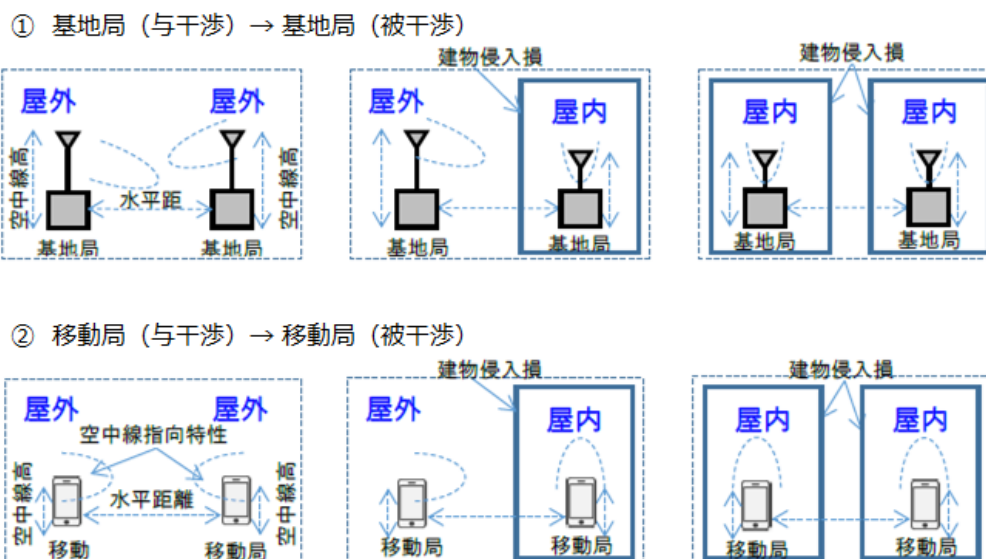 ① 基地局（与干渉）→ 基地局（被干渉）
建物侵入損
建物侵入損
屋外 屋外 屋外 屋内 屋内 屋内
空中線高 水平距 空中線高
基地局 基地局 基地局 基地局 基地局 基地局
② 移動局（与干渉）→ 移動局（被干渉）
建物侵入損 建物侵入損
屋外 屋外 屋外 屋内 屋内 屋内
空中線指向特性
空中線高 水平距離 空中線高
移動 移動局 移動局 移動局 移動局 移動局